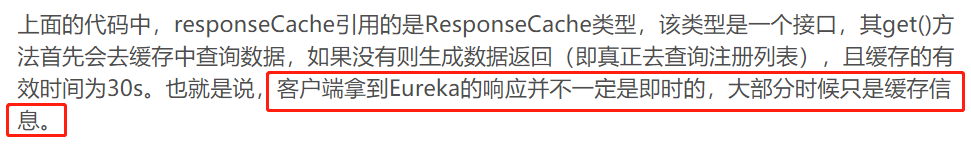 上面的代码中，responseCache引用的是ResponseCache类型，该类型是一个接口，其get()方
法首先会去缓存中查询数据，如果没有则生成数据返回（即真正去查询注册列表），且缓存的有
效时间为30s。也就是说，客户端拿到Eureka的响应并不一定是即时的，大部分时候只是缓存信
息。